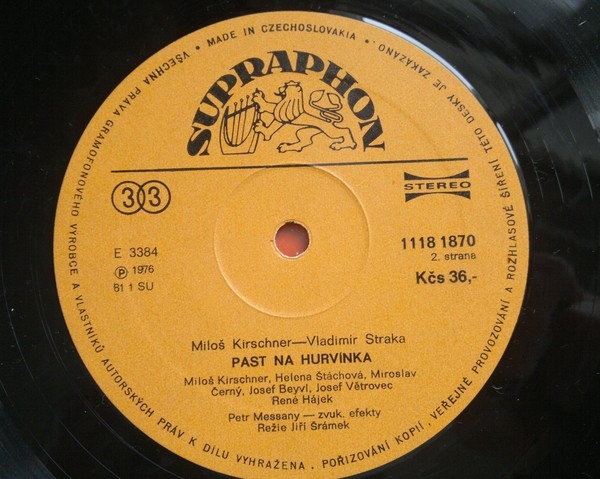 VŠECHNA PRÁVA GRAMOFONOVÉHO VÝROBCE A VLASTNÍKŮ AUTORSKÝCH PRÁV K DÍLU VYHRAŽENA. POŘIZOVÁNÍ KOPIÍ, VEŘEJNÉ PROVOZOVÁNÍ A ROZHLASOVÉ ŠÍŘENÍ TÉTO DESKY JE ZAKÁZÁNO. • MADE IN CZECHOSLOVAKIA •
SUPRAPHON
33
STEREO
E 3384
Ⓟ 1976
B1 1 SU
1118 1870
2. strana
Kčs 36,-
Miloš Kirschner—Vladimír Straka
PAST NA HURVÍNKA
Miloš Kirschner, Helena Štáchová, Miroslav
Černý, Josef Beyvl, Josef Větrovec
René Hájek
Petr Messany — zvuk. efekty
Režie Jiří Šrámek